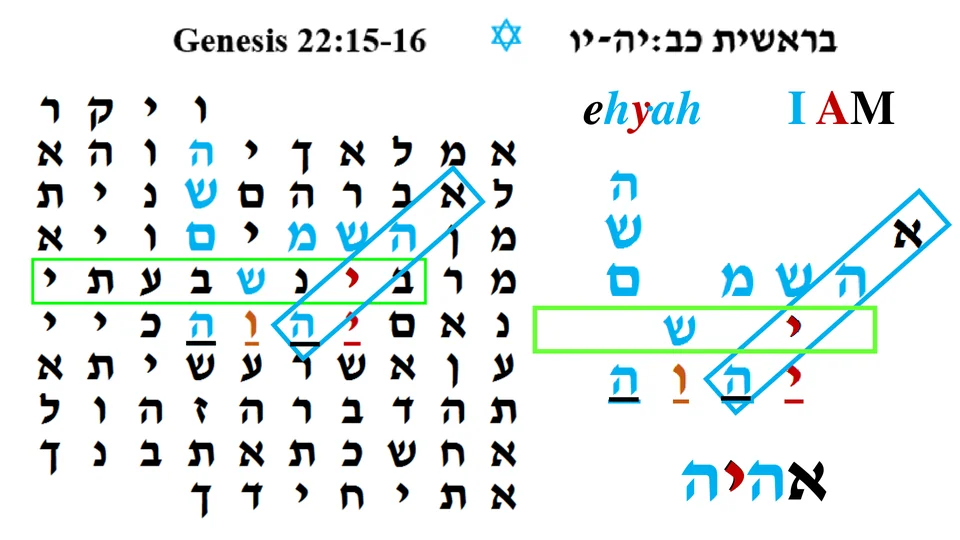 Genesis 22:15-16 ✡ בראשית כב:יה-יו
ו י ק ר
א מ ל א ך י ה ו ה א
ל א ב ר ה ם ש נ י ת
מ ן ה ש מ י ם ו י א
מ ר ב י נ ש ב ע ת י
נ א ם י ה ו ה כ י י
ע ן א ש ר ע ש י ת א
ת ה ד ב ר ה ז ה ו ל
א ח ש כ ת א ת ב נ ך
א ת י ח י ד ך
ehyah I AM
ה
א ש
ה ש מ ם
י ש
י ה ו ה
אהיה